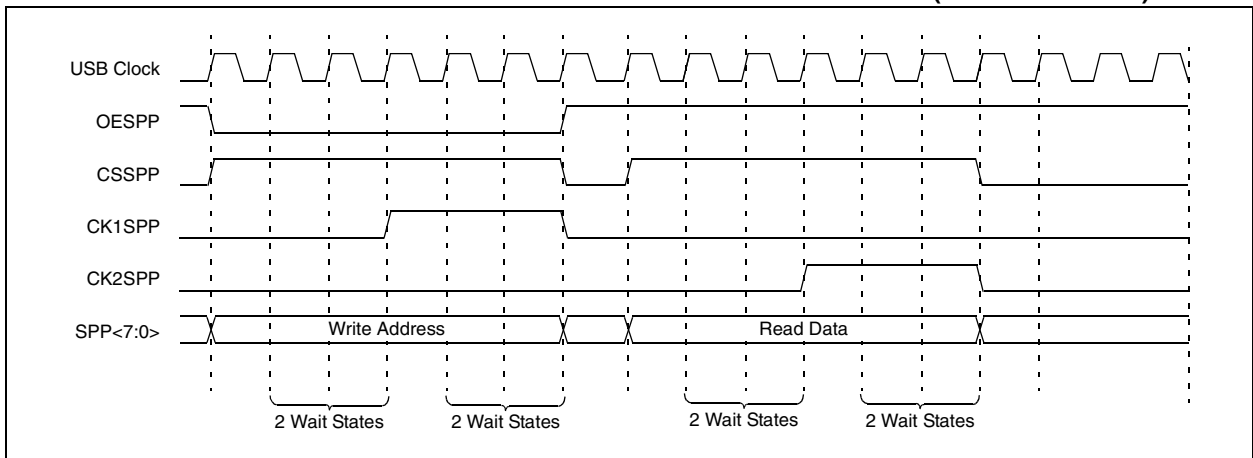 USB Clock
OESPP
CSSPP
CK1SPP
CK2SPP
SPP<7:0>
Write Address
Read Data
2 Wait States
2 Wait States
2 Wait States
2 Wait States